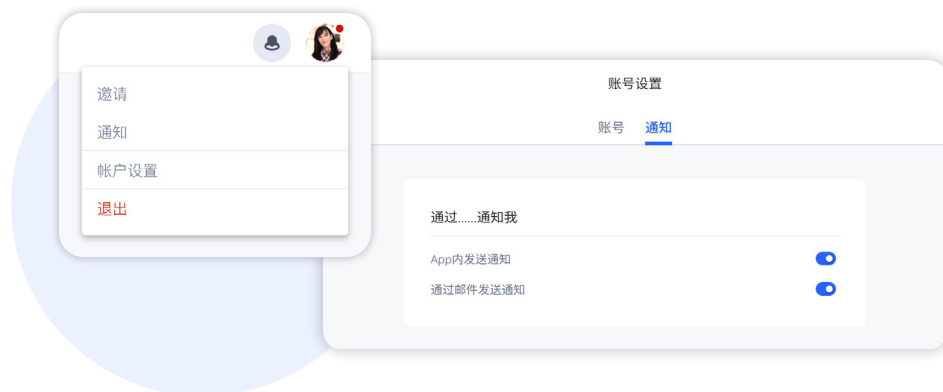 邀请
通知
帐户设置
退出
账号设置
账号 通知
通过......通知我
App内发送通知
通过邮件发送通知